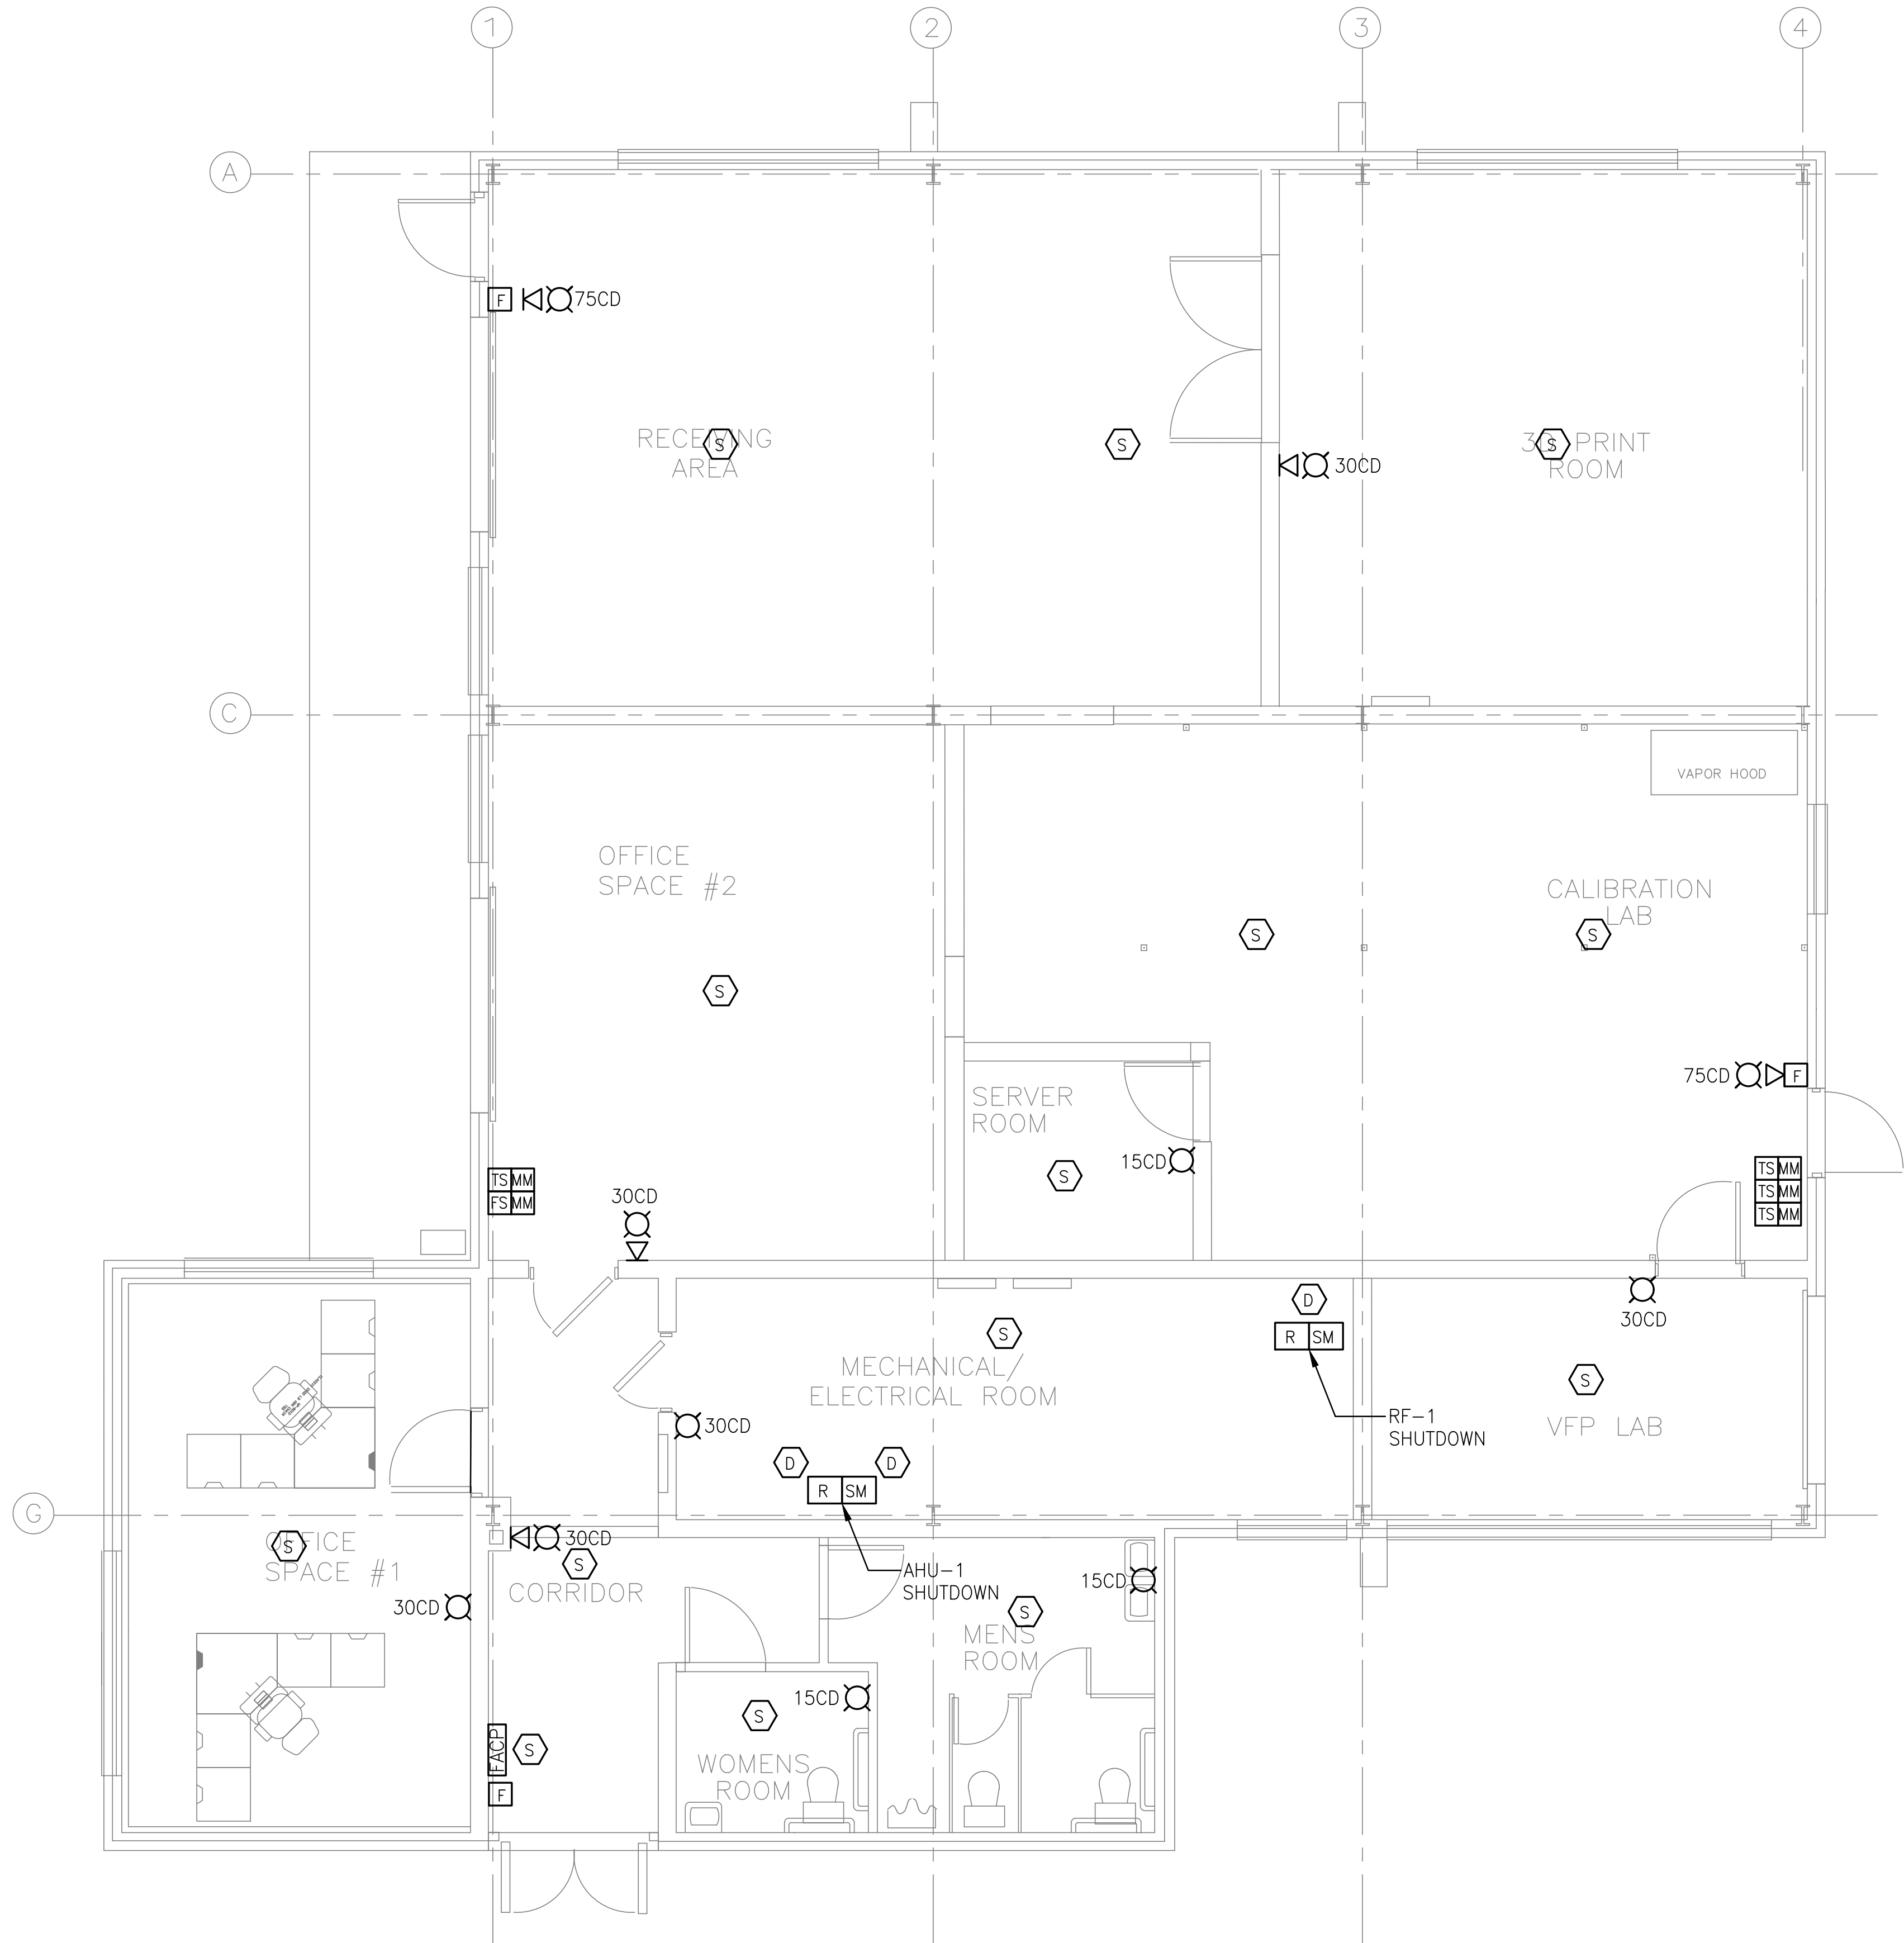 1
2
3
4
A
F
75CD
RECEIVING
AREA
S
S
3D PRINT
ROOM
S
30CD
C
VAPOR HOOD
OFFICE
SPACE #2
CALIBRATION
LAB
S
S
S
SERVER
ROOM
75CD
F
15CD
S
TS MM
FS MM
30CD
TS MM
TS MM
TS MM
D
R SM
S
MECHANICAL/
ELECTRICAL ROOM
30CD
S
VFP LAB
RF-1
SHUTDOWN
30CD
D
D
R SM
G
OFFICE
SPACE #1
S
30CD
S
CORRIDOR
AHU-1
SHUTDOWN
15CD
30CD
S
MENS
ROOM
15CD
S
FACP
S
F
WOMENS
ROOM